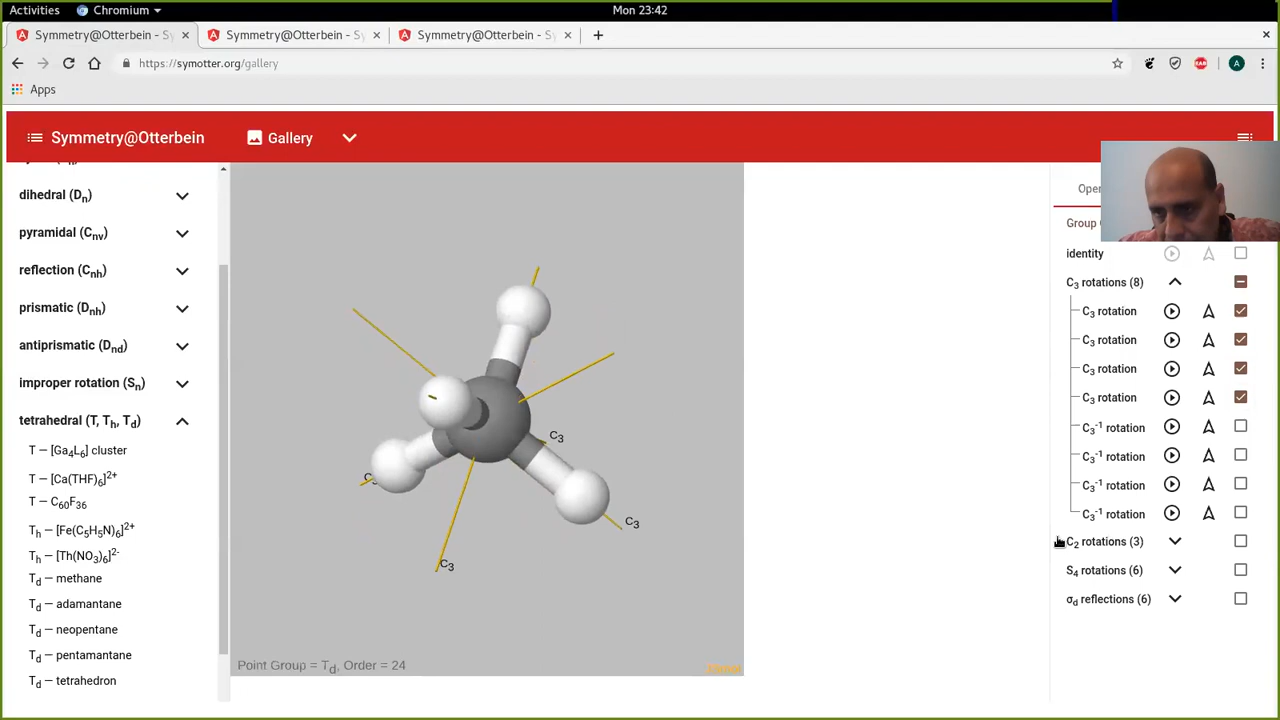 Activities Chromium Mon 23:42
Symmetry@Otterbein - S Symmetry@Otterbein - S Symmetry@Otterbein - S
https://symotter.org/gallery
Apps
Symmetry@Otterbein Gallery
dihedral (Dn)
pyramidal (Cnv)
reflection (Cnh)
prismatic (Dnh)
antiprismatic (Dnd)
improper rotation (Sn)
tetrahedral (T, Th, Td)
T – [Ga4L6] cluster
T – [Ca(THF)6]2+
T – C60F36
Th – [Fe(C5H5N)6]2+
Th – [Th(NO3)6]2-
Td – methane
Td – adamantane
Td – neopentane
Td – pentamantane
Td – tetrahedron
C3
C3
C3
Point Group = Td, Order = 24
Group
identity
C3 rotations (8)
C3 rotation
C3 rotation
C3 rotation
C3 rotation
C3-1 rotation
C3-1 rotation
C3-1 rotation
C3-1 rotation
C2 rotations (3)
S4 rotations (6)
σd reflections (6)